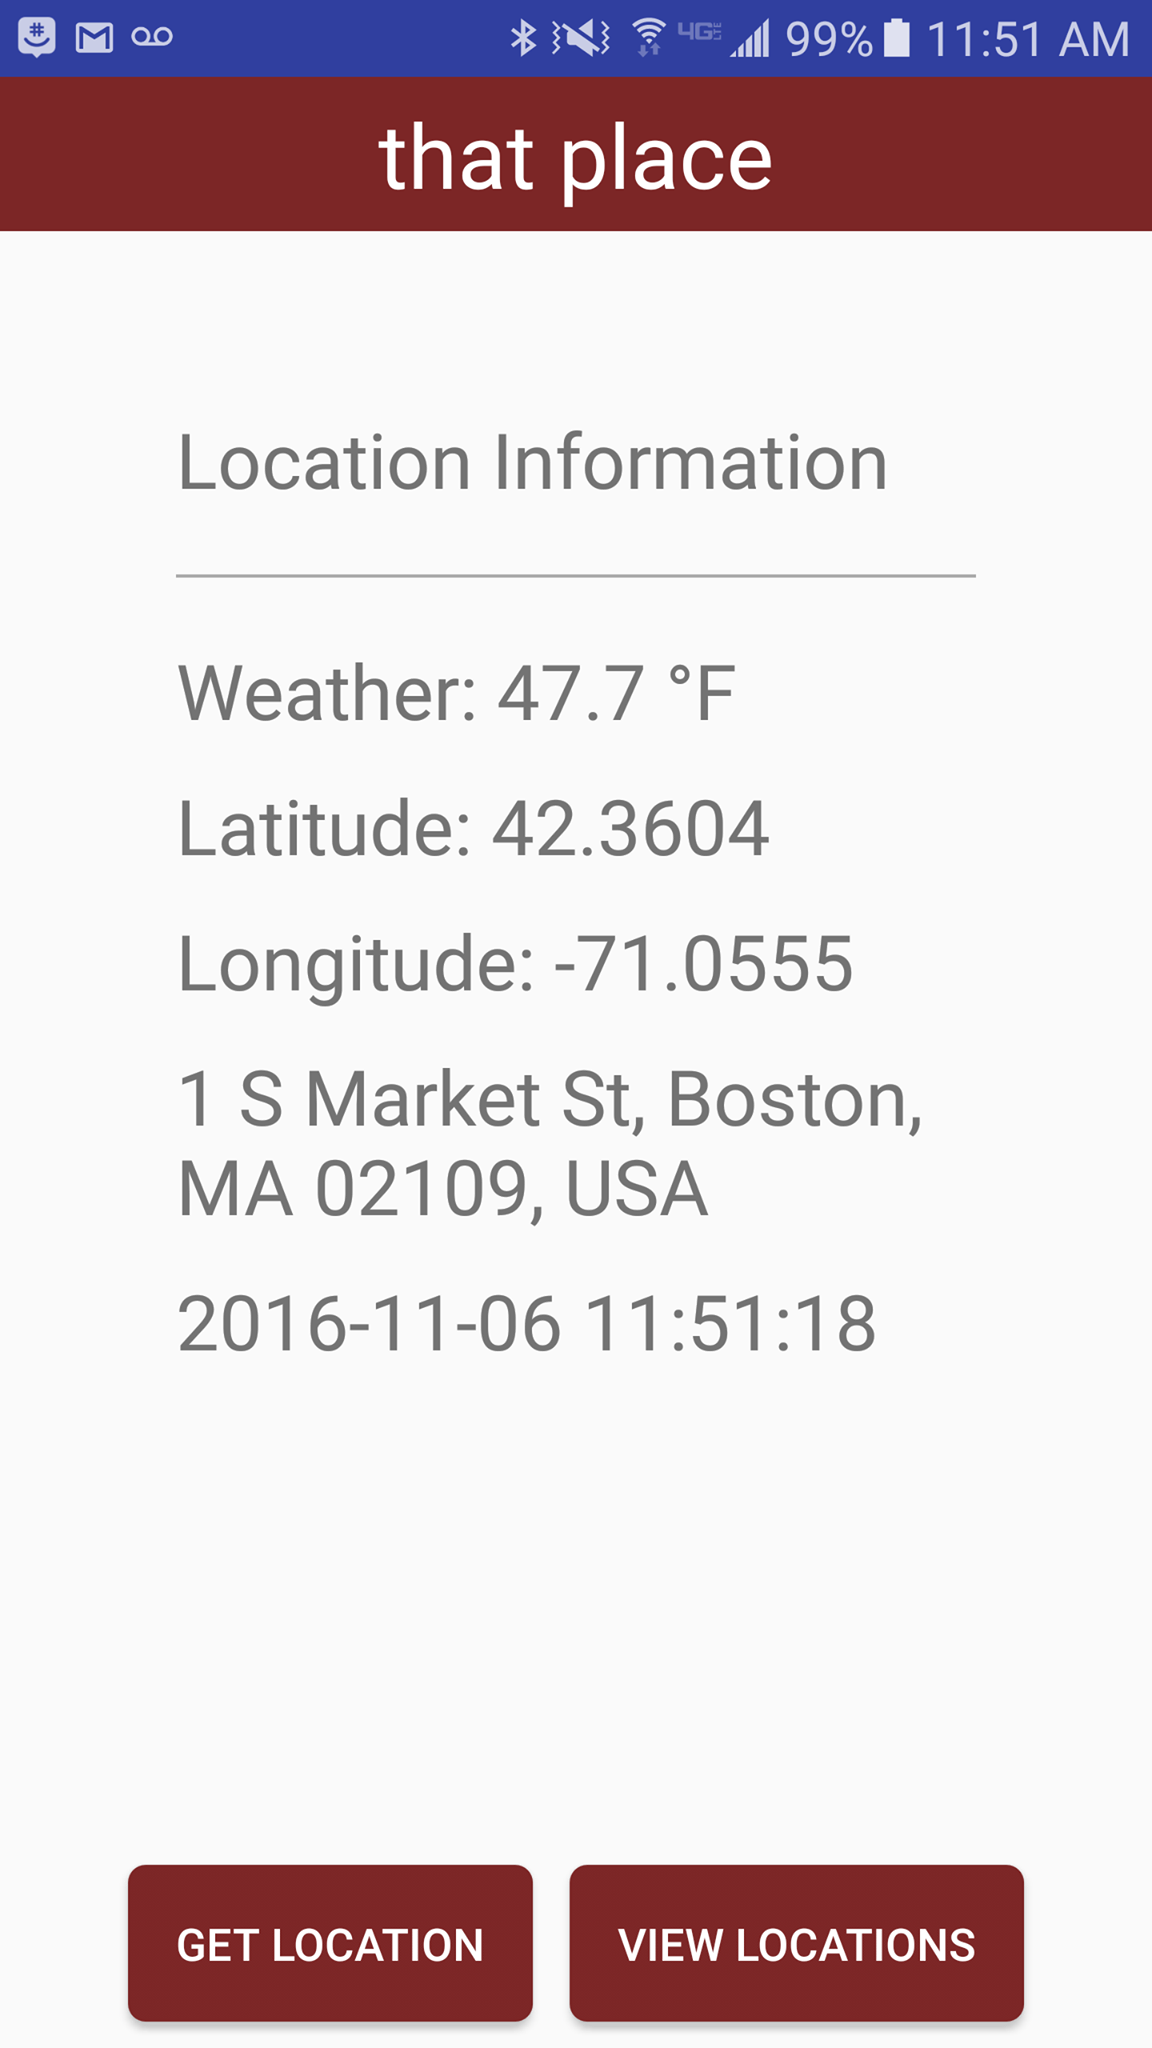 4G LTE 99% 11:51 AM
that place
Location Information
Weather: 47.7 °F
Latitude: 42.3604
Longitude: -71.0555
1 S Market St, Boston,
MA 02109, USA
2016-11-06 11:51:18
GET LOCATION
VIEW LOCATIONS